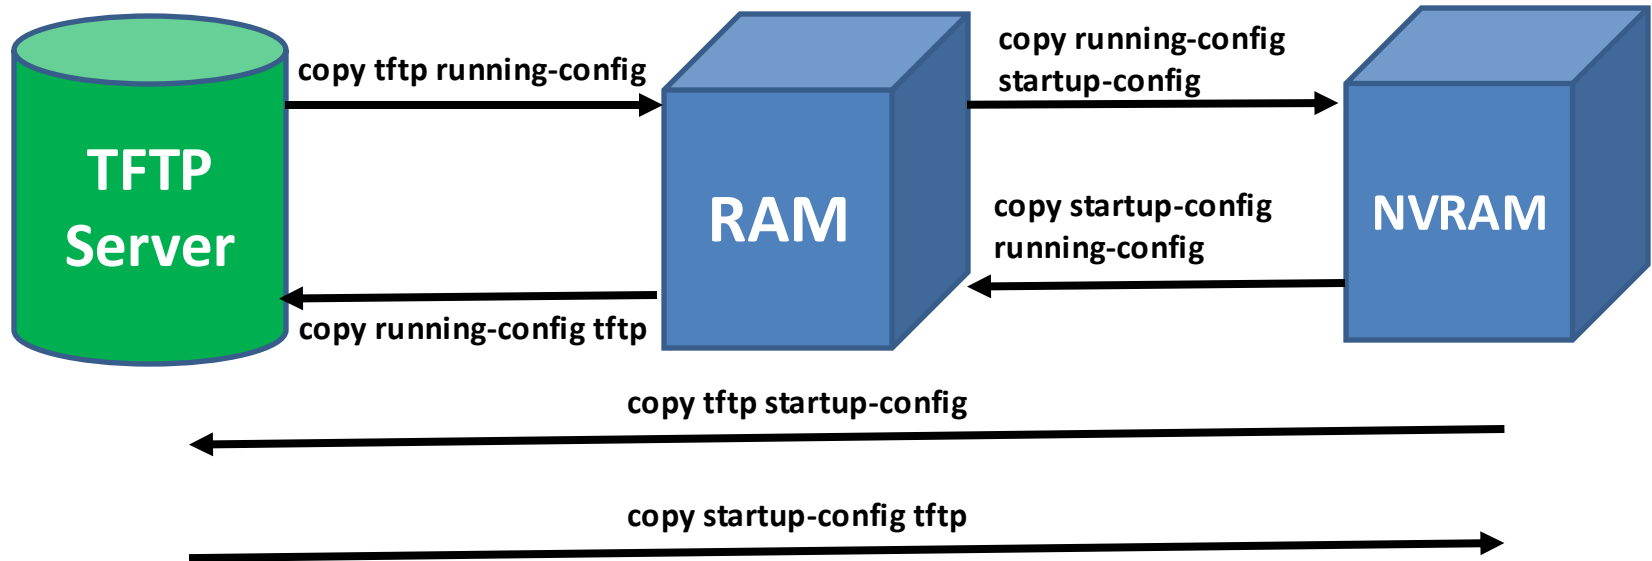 copy tftp running-config
copy running-config
startup-config
TFTP
Server
RAM
NVRAM
copy startup-config
running-config
copy running-config tftp
copy tftp startup-config
copy startup-config tftp